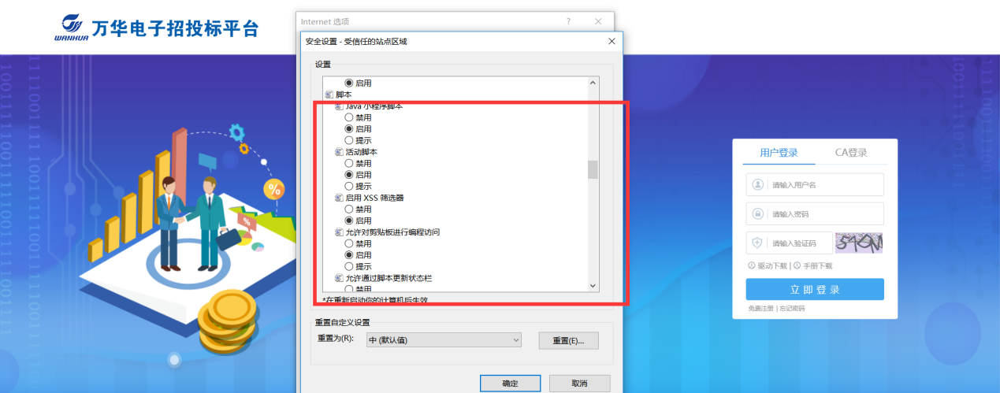 WANHUA
万华电子招投标平台
Internet 选项
安全设置 - 受信任的站点区域
设置
启用
脚本
Java 小程序脚本
禁用
启用
提示
活动脚本
禁用
启用
提示
启用 XSS 筛选器
禁用
启用
允许对剪贴板进行编程访问
禁用
启用
提示
允许通过脚本更新状态栏
禁用
*在重新启动你的计算机后生效
重置自定义设置
重置为(R):
中 (默认值)
重置(E)...
确定
取消
用户登录
CA登录
请输入用户名
请输入密码
请输入验证码
驱动下载 | 手册下载
立即登录
免费注册 | 忘记密码